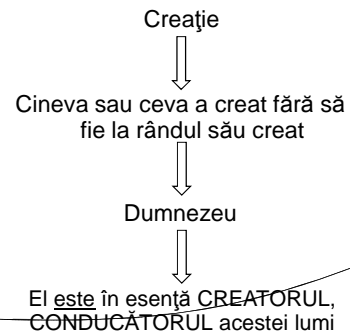 Creaţie
Cineva sau ceva a creat fără să
fie la rândul său creat
Dumnezeu
El este în esenţă CREATORUL,
CONDUCĂTORUL acestei lumi